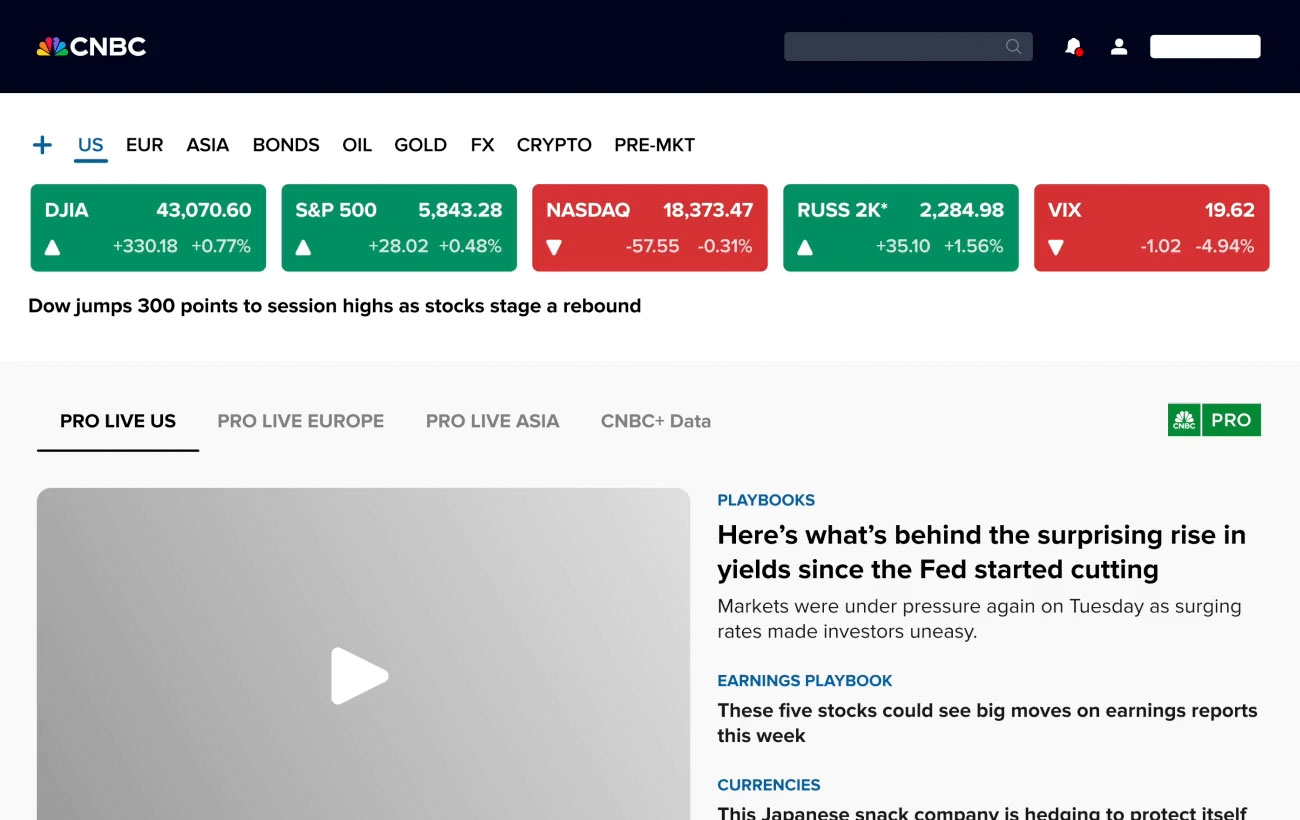 CNBC
US EUR ASIA BONDS OIL GOLD FX CRYPTO PRE-MKT
DJIA 43,070.60
+330.18 +0.77%
S&P 500 5,843.28
+28.02 +0.48%
NASDAQ 18,373.47
-57.55 -0.31%
RUSS 2K* 2,284.98
+35.10 +1.56%
VIX 19.62
-1.02 -4.94%
Dow jumps 300 points to session highs as stocks stage a rebound
PRO LIVE US PRO LIVE EUROPE PRO LIVE ASIA CNBC+ Data
CNBC PRO
PLAYBOOKS
Here’s what’s behind the surprising rise in
yields since the Fed started cutting
Markets were under pressure again on Tuesday as surging
rates made investors uneasy.
EARNINGS PLAYBOOK
These five stocks could see big moves on earnings reports
this week
CURRENCIES
This Japanese snack company is hedging to protect itself